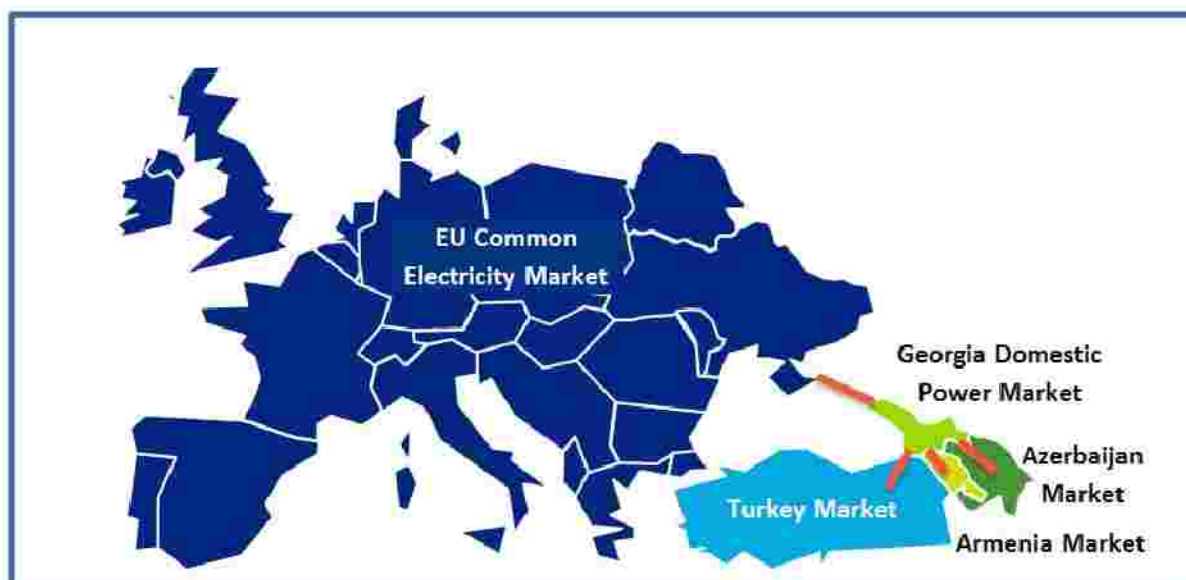 EU Common
Electricity Market
Georgia Domestic
Power Market
Azerbaijan
Market
Turkey Market
Armenia Market